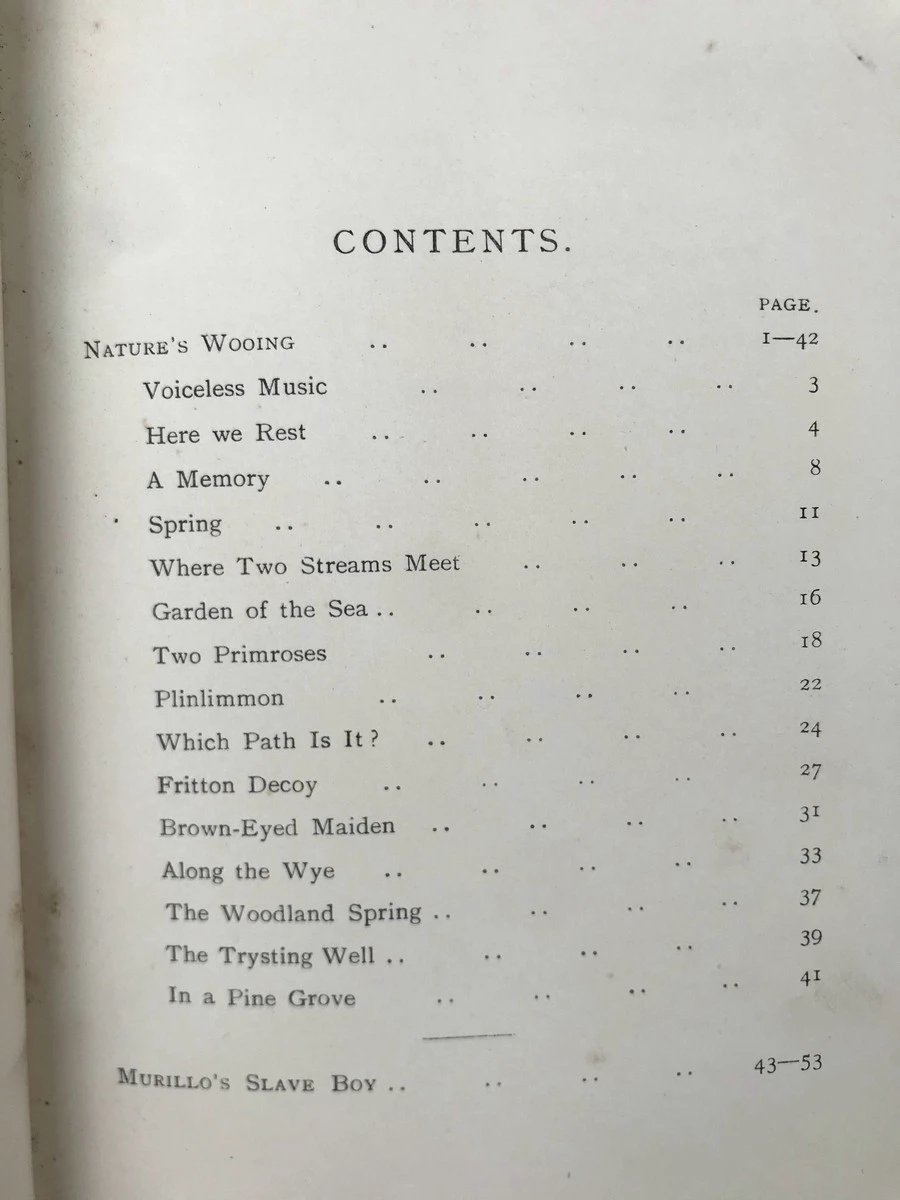 CONTENTS.
PAGE.
NATURE'S WOOING .. .. .. .. 1—42
Voiceless Music .. .. .. .. 3
Here we Rest .. .. .. .. 4
A Memory .. .. .. .. .. 8
Spring .. .. .. .. .. 11
Where Two Streams Meet .. .. .. 13
Garden of the Sea .. .. .. .. 16
Two Primroses .. .. .. .. 18
Plinlimmon .. .. .. .. 22
Which Path Is It? .. .. .. .. 24
Fritton Decoy .. .. .. .. 27
Brown-Eyed Maiden .. .. .. .. 31
Along the Wye .. .. .. .. 33
The Woodland Spring .. .. .. .. 37
The Trysting Well .. .. .. .. 39
In a Pine Grove .. .. .. .. 41
MURILLO'S SLAVE BOY .. .. .. .. 43—53